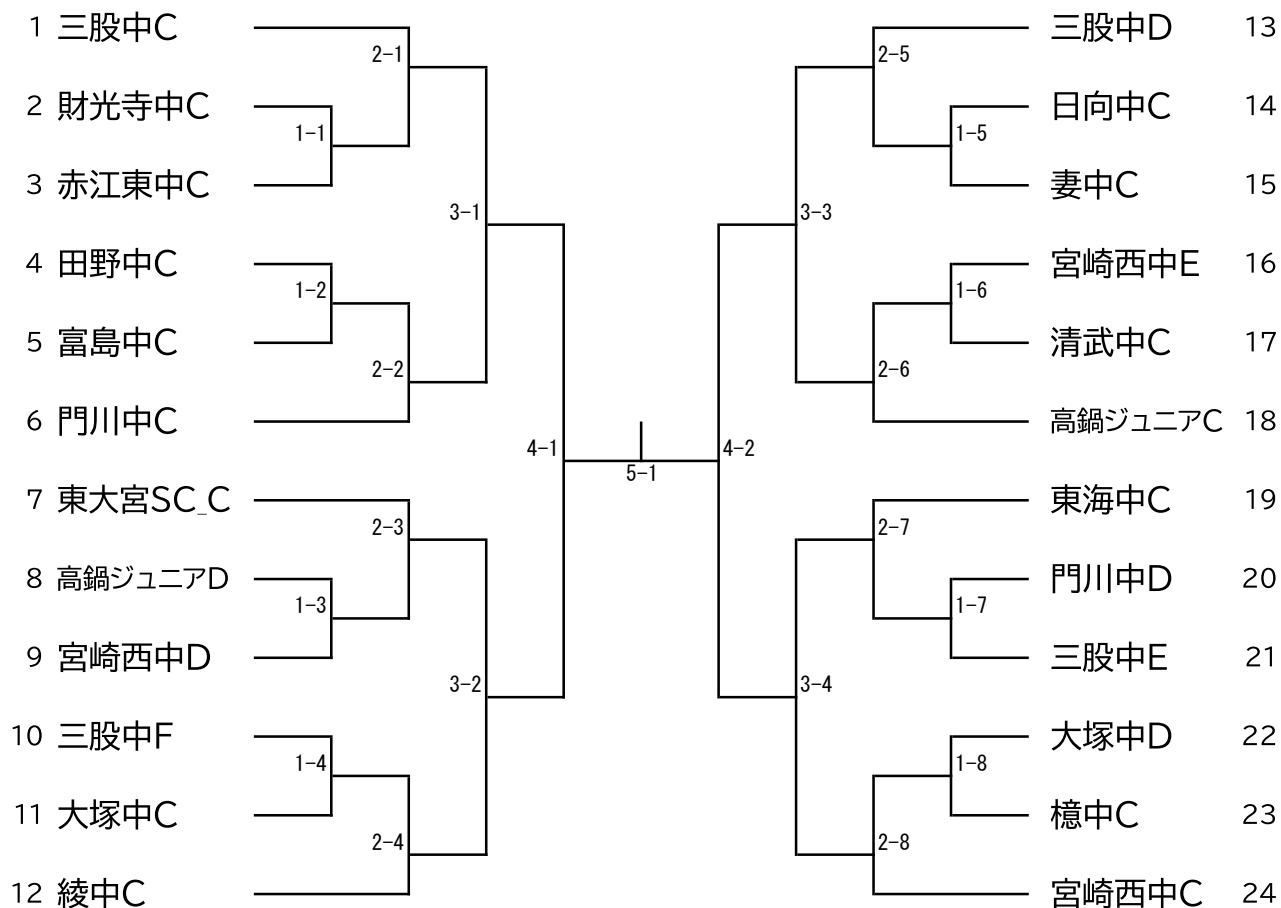 1 三股中C
2 財光寺中C
3 赤江東中C
4 田野中C
5 富島中C
6 門川中C
7 東大宮SC_C
8 高鍋ジュニアD
9 宮崎西中D
10 三股中F
11 大塚中C
12 綾中C
2-1
1-1
3-1
1-2
2-2
4-1
2-3
1-3
3-2
1-4
2-4
5-1
2-5
1-5
3-3
1-6
2-6
4-2
2-7
1-7
3-4
1-8
2-8
三股中D 13
日向中C 14
妻中C 15
宮崎西中E 16
清武中C 17
高鍋ジュニアC 18
東海中C 19
門川中D 20
三股中E 21
大塚中D 22
檍中C 23
宮崎西中C 24